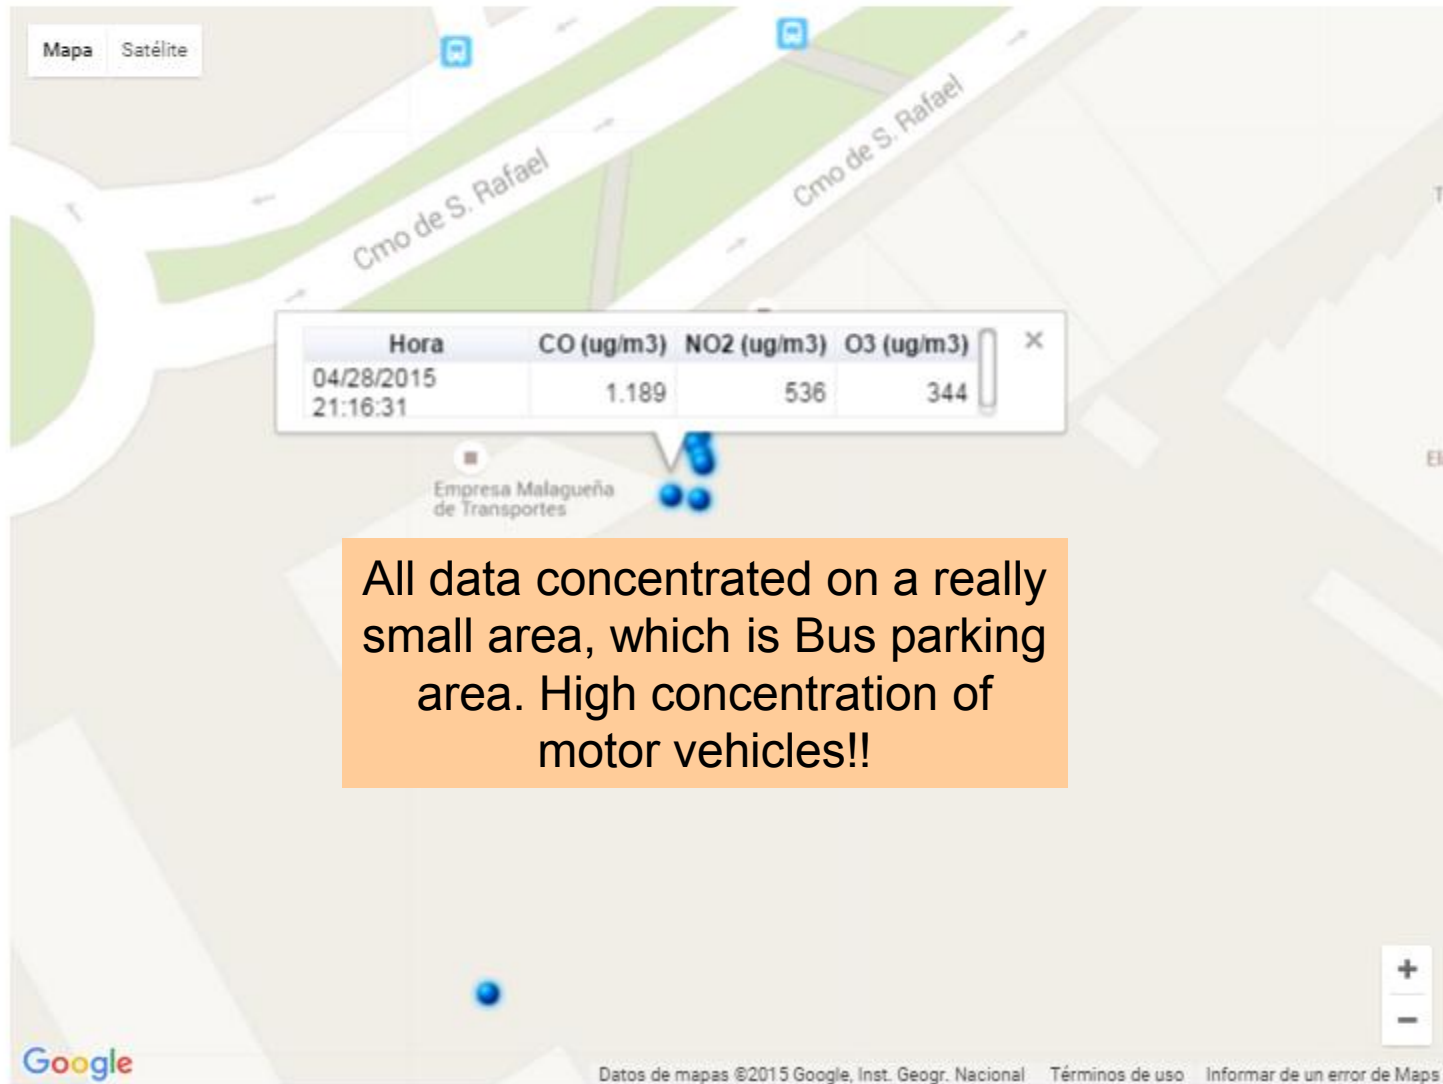 Mapa Satélite
Cmo de S. Rafael
Cmo de S. Rafael
Hora CO (ug/m3) NO2 (ug/m3) O3 (ug/m3)
04/28/2015
21:16:31 1.189 536 344
Empresa Malagueña
de Transportes
All data concentrated on a really
small area, which is Bus parking
area. High concentration of
motor vehicles!!
Google
Datos de mapas ©2015 Google, Inst. Geogr. Nacional Términos de uso Informar de un error de Maps